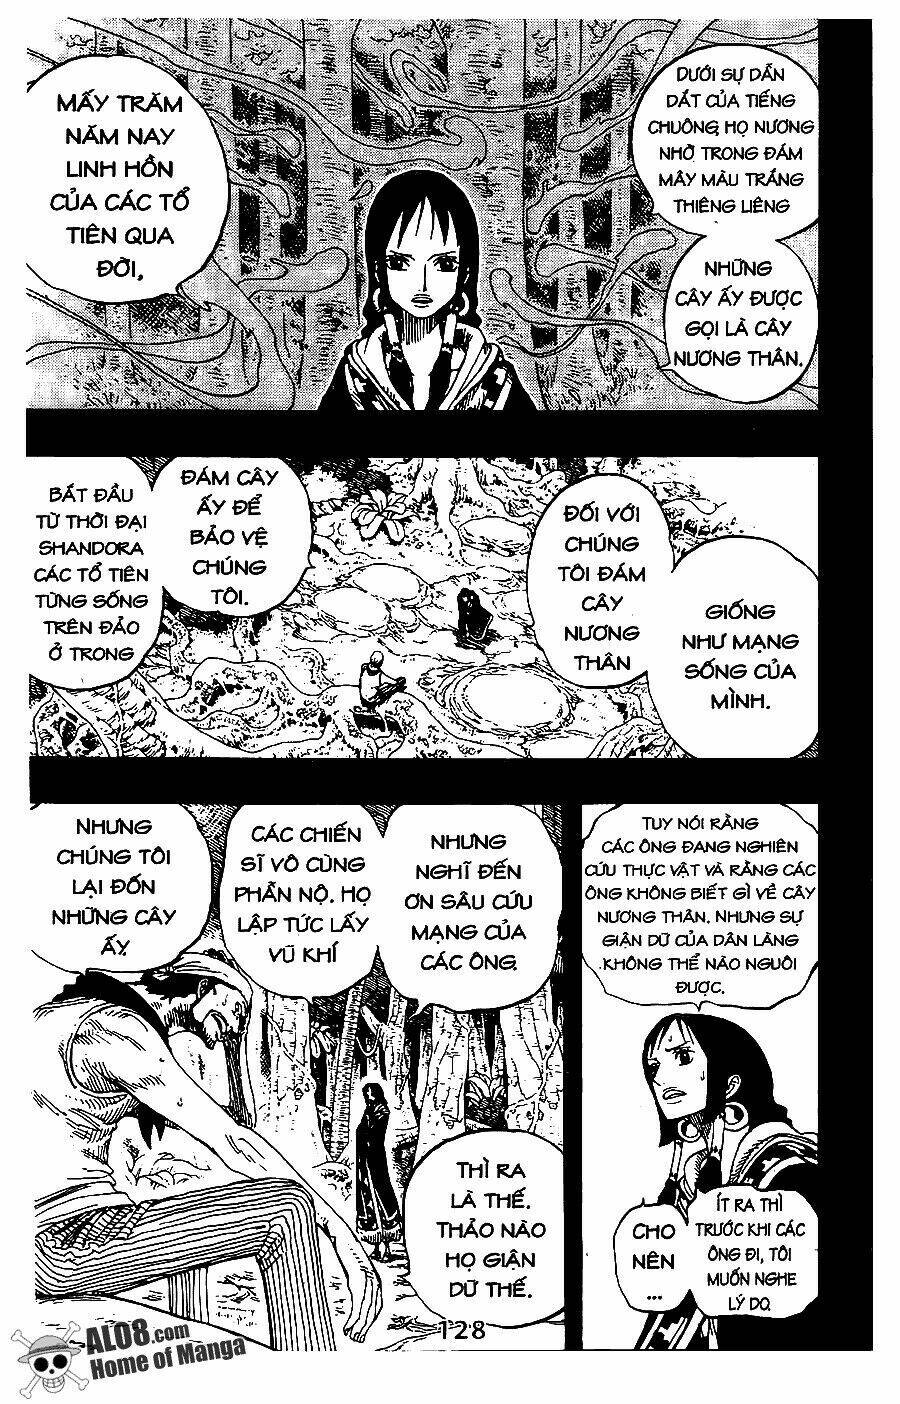 DƯỚI SỰ DẪN
DẮT CỦA TIẾNG
CHUÔNG, HỌ NƯƠNG
NHỜ TRONG ĐÁM
MÂY MÀU TRẮNG
THIÊNG LIÊNG
NHỮNG
CÂY ẤY ĐƯỢC
GỌI LÀ CÂY
NƯƠNG THÂN.
MẤY TRĂM
NĂM NAY
LINH HỒN
CỦA CÁC TỔ
TIÊN QUA
ĐỜI,
GIỐNG
NHƯ MẠNG
SỐNG CỦA
MÌNH.
ĐỐI VỚI
CHÚNG
TÔI ĐÁM
CÂY
NƯƠNG
THÂN
ĐÁM CÂY
ẤY ĐỂ
BẢO VỆ
CHÚNG
TÔI.
BẮT ĐẦU
TỪ THỜI ĐẠI
SHANDORA
CÁC TỔ TIÊN
TỪNG SỐNG
TRÊN ĐẢO
Ở TRONG
TUY NÓI RẰNG
CÁC ÔNG ĐANG NGHIÊN
CỨU THỰC VẬT VÀ RẰNG CÁC
ÔNG KHÔNG BIẾT GÌ VỀ CÂY
NƯƠNG THÂN. NHƯNG SỰ
GIẬN DỮ CỦA DÂN LÀNG
KHÔNG THỂ NÀO NGUÔI
ĐƯỢC.
ÍT RA THÌ
TRƯỚC KHI CÁC
ÔNG ĐI, TÔI
MUỐN NGHE
LÝ DO.
CHO
NÊN
...
NHƯNG
NGHĨ ĐẾN
ƠN SÂU CỨU
MẠNG CỦA
CÁC ÔNG.
CÁC CHIẾN
SĨ VÔ CÙNG
PHẪN NỘ. HỌ
LẬP TỨC LẤY
VŨ KHÍ
NHƯNG
CHÚNG TÔI
LẠI ĐỐN
NHỮNG CÂY
ẤY.
THÌ RA
LÀ THẾ.
THẢO NÀO
HỌ GIẬN
DỮ THẾ.
128
ALO8.com
Home of Manga